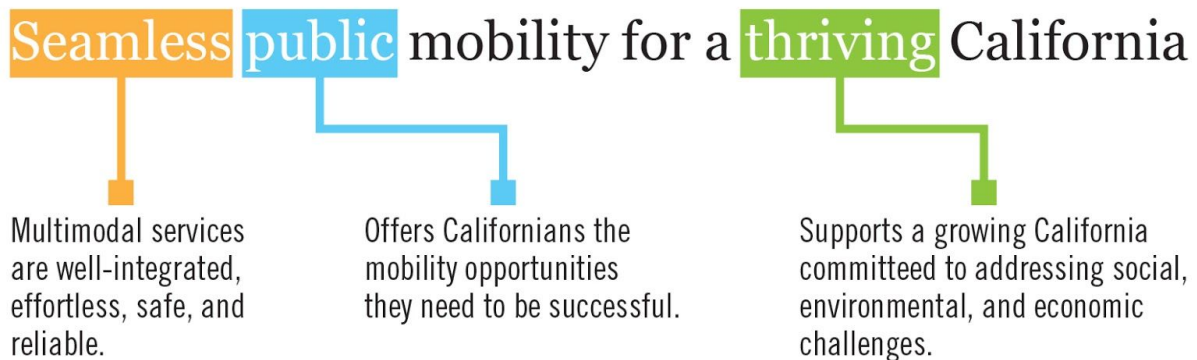 Seamless public mobility for a thriving California
Multimodal services
are well-integrated,
effortless, safe, and
reliable.
Offers Californians the
mobility opportunities
they need to be successful.
Supports a growing California
committeed to addressing social,
environmental, and economic
challenges.